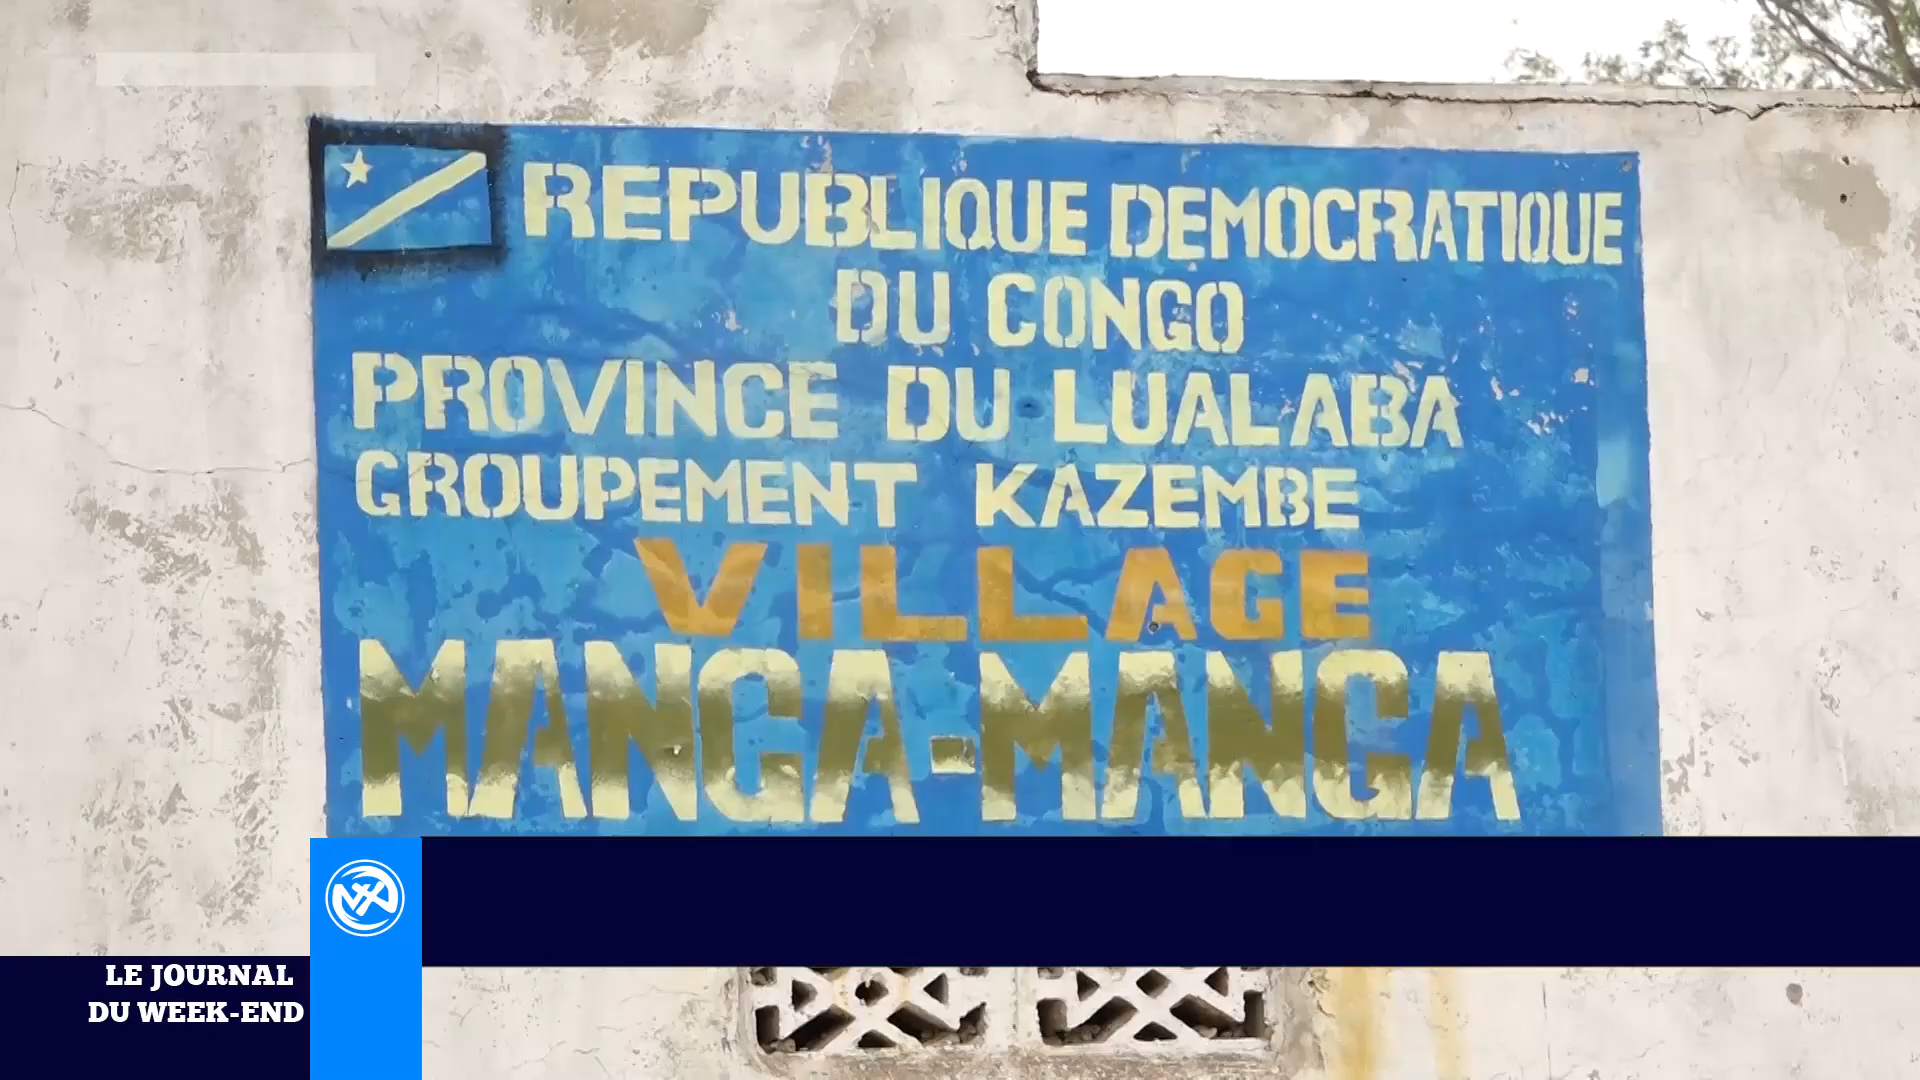 REPUBLIQUE DEMOCRATIQUE
DU CONGO
PROVINCE DU LUALABA
GROUPEMENT KAZEMBE
VILLAGE
MANGA-MANGA
LE JOURNAL
DU WEEK-END